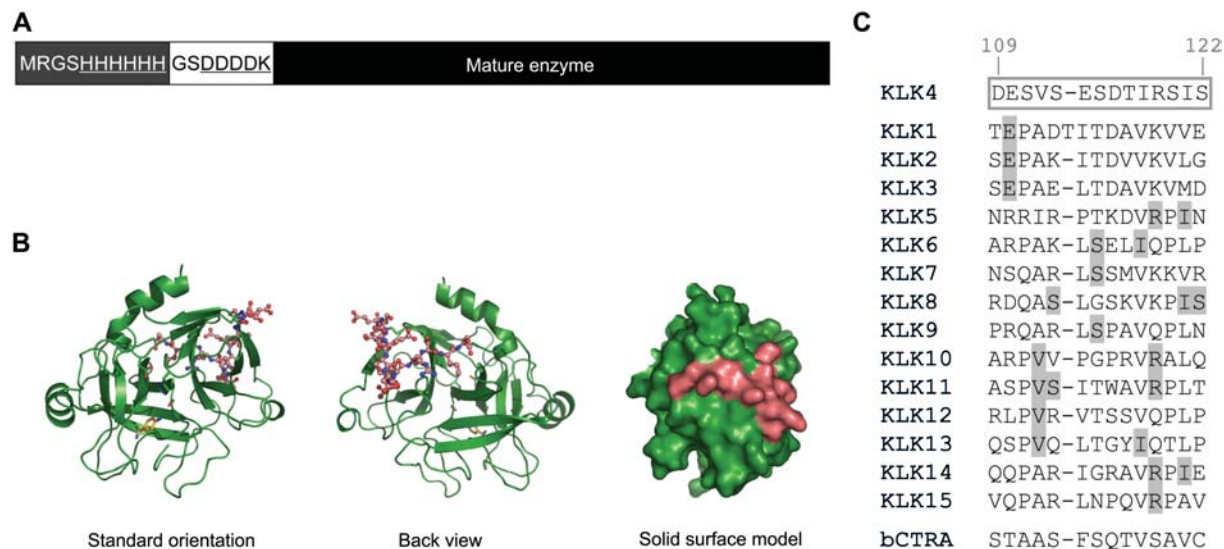 A
MRGSHHHHHH GSDDDDK Mature enzyme
B
Standard orientation Back view Solid surface model
C
109 122
KLK4 DESVS-ESDTIRSIS
KLK1 TEPADTITDAVKVVE
KLK2 SEPAK-ITDVVKVLG
KLK3 SEPAE-LTDAVKVMD
KLK5 NRRIR-PTKDVRPIN
KLK6 ARPAK-LSELIQPLP
KLK7 NSQAR-LSSMVKKVR
KLK8 RDQAS-LGSKVKPIS
KLK9 PRQAR-LSPAVQPLN
KLK10 ARPVV-PGPRVRALQ
KLK11 ASPVS-ITWAVRPLT
KLK12 RLPVR-VTSSVQPLP
KLK13 QSPVQ-LTGYIQTLP
KLK14 QQPAR-IGRAVRPIE
KLK15 VQPAR-LNPQVRPAV
bCTRA STAAS-FSQTVSAVC